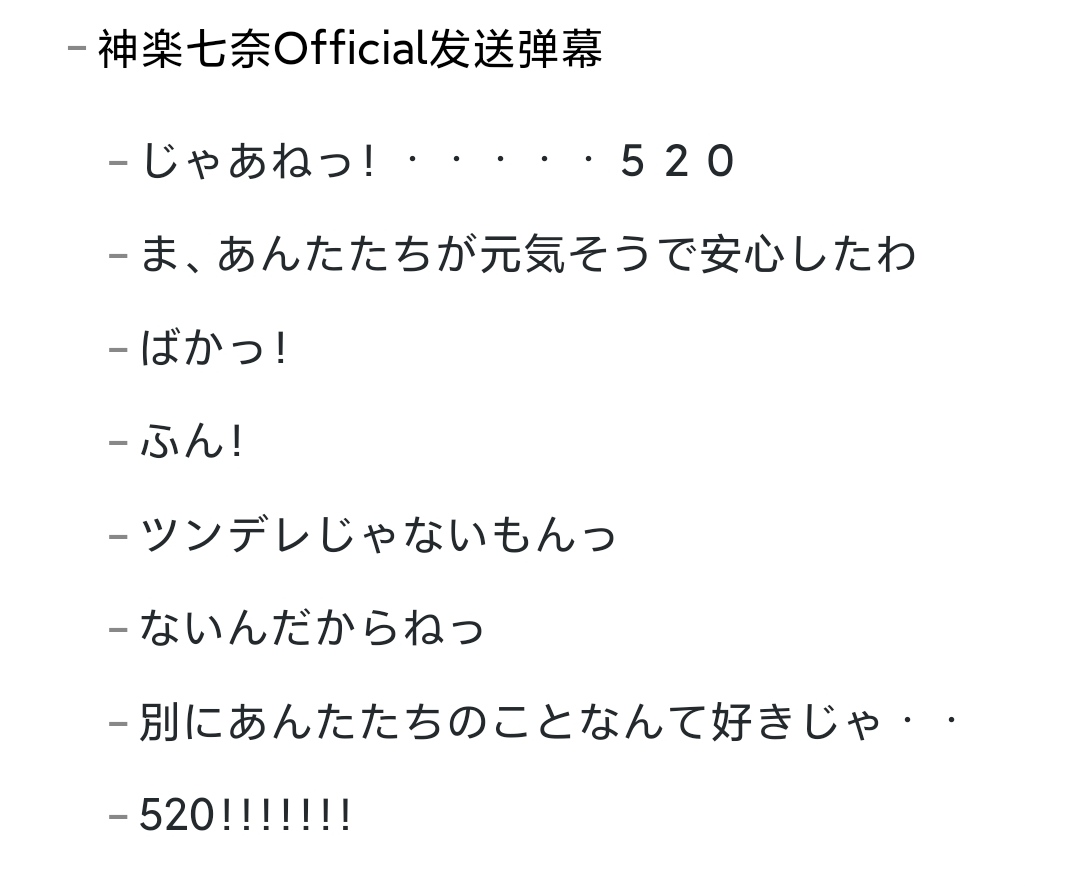 – 神楽七奈Official发送弹幕
– じゃあねっ! ・・・・・５２０
– ま、あんたたちが元気そうで安心したわ
– ばかっ!
– ふん!
– ツンデレじゃないもんっ
– ないんだからねっ
– 別にあんたたちのことなんて好きじゃ・・
– 520!!!!!!!